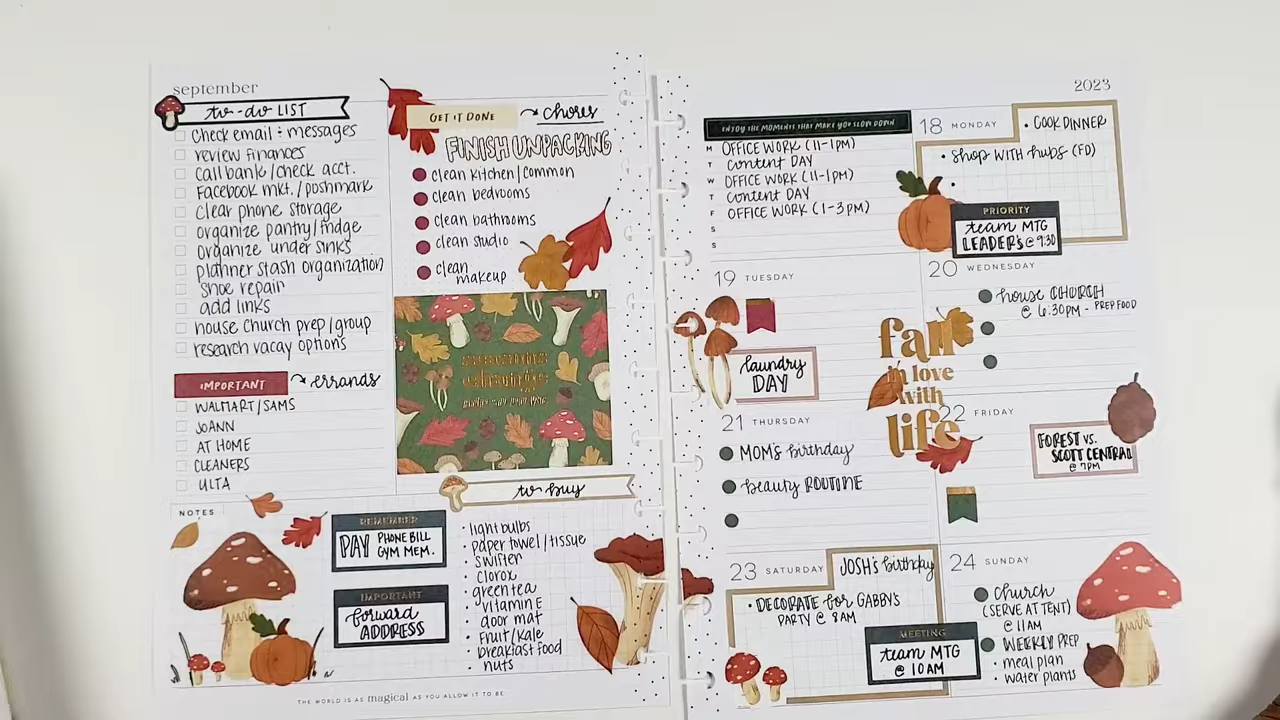 september
to-do LIST
Check email & messages
review finances
Call bank/check acct.
Facebook mkt./poshmark
Clear phone storage
organize pantry/fridge
organize under sinks
planner stash organization
shoe repair
add links
house church prep/group
research vacay options
IMPORTANT
errands
WALMART/SAMS
JOANN
AT HOME
CLEANERS
ULTA
GET IT DONE
chores
FINISH UNPACKING
clean kitchen/common
clean bedrooms
clean bathrooms
clean studio
clean
makeup
to buy
NOTES
REMEMBER
PAY PHONE BILL
GYM MEM.
IMPORTANT
forward
ADDRESS
• light bulbs
• paper towel/tissue
• swifter
• clorox
• green tea
• vitamin E
• door mat
• fruit/kale
• breakfast food
• nuts
THE WORLD IS AS magical AS YOU ALLOW IT TO BE
2023
ENJOY THE MOMENTS THAT MAKE YOU SLOW DOWN
M OFFICE WORK (11-1PM)
T content DAY
W OFFICE WORK (11-1PM)
T content DAY
F OFFICE WORK (1-3PM)
S
S
18 MONDAY
• COOK DINNER
• shop WITH hubs (FD)
•
PRIORITY
team MTG
LEADERS @ 9:30
19 TUESDAY
laundry
DAY
20 WEDNESDAY
house CHURCH
@ 6:30PM - PREP FOOD
fall
in love
with
life
21 THURSDAY
MOM'S birthday
beauty ROUTINE
22 FRIDAY
FOREST vs.
SCOTT CENTRAL
@ 7PM
23 SATURDAY
JOSH's birthday
• DECORATE for GABBY'S
PARTY @ 8AM
MEETING
team MTG
@ 10AM
24 SUNDAY
church
(SERVE AT TENT)
@ 11AM
WEEKLY PREP
• meal plan
• water plants